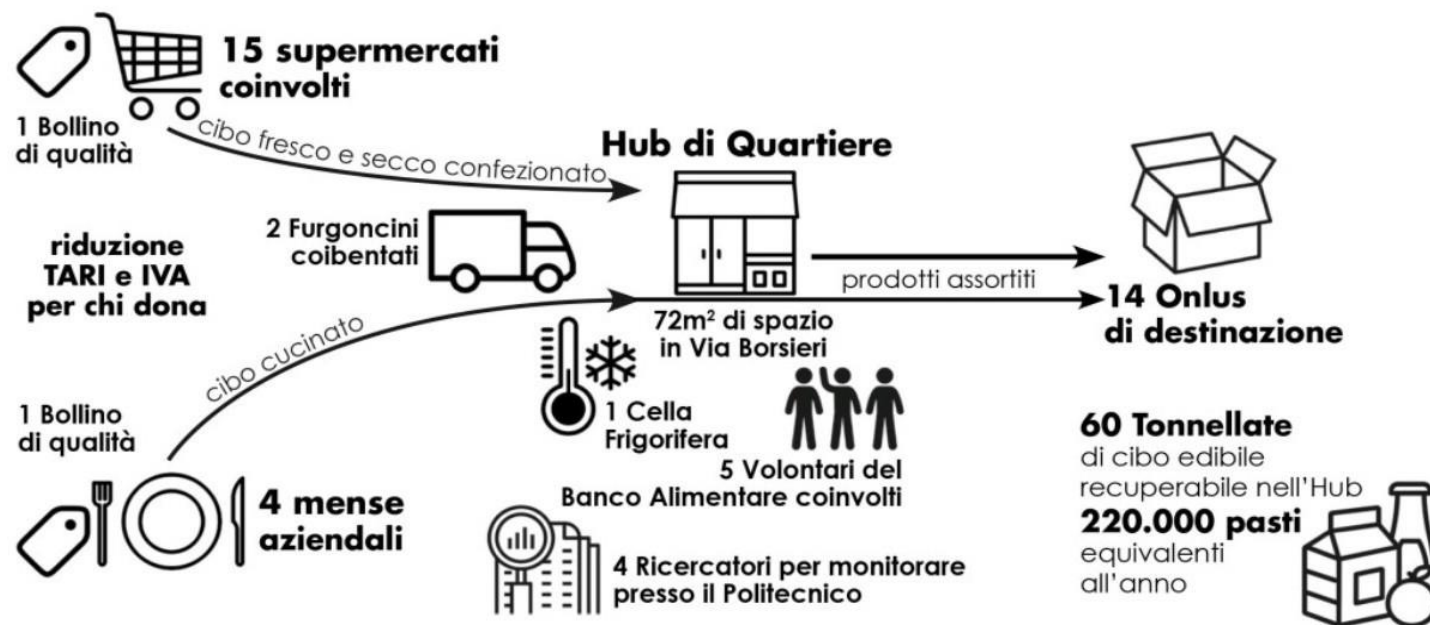 15 supermercati
coinvolti
1 Bollino
di qualità
cibo fresco e secco confezionato
Hub di Quartiere
riduzione
TARI e IVA
per chi dona
2 Furgoncini
coibentati
prodotti assortiti
14 Onlus
di destinazione
72m² di spazio
in Via Borsieri
cibo cucinato
1 Cella
Frigorifera
1 Bollino
di qualità
4 mense
aziendali
5 Volontari del
Banco Alimentare coinvolti
4 Ricercatori per monitorare
presso il Politecnico
60 Tonnellate
di cibo edibile
recuperabile nell'Hub
220.000 pasti
equivalenti
all'anno